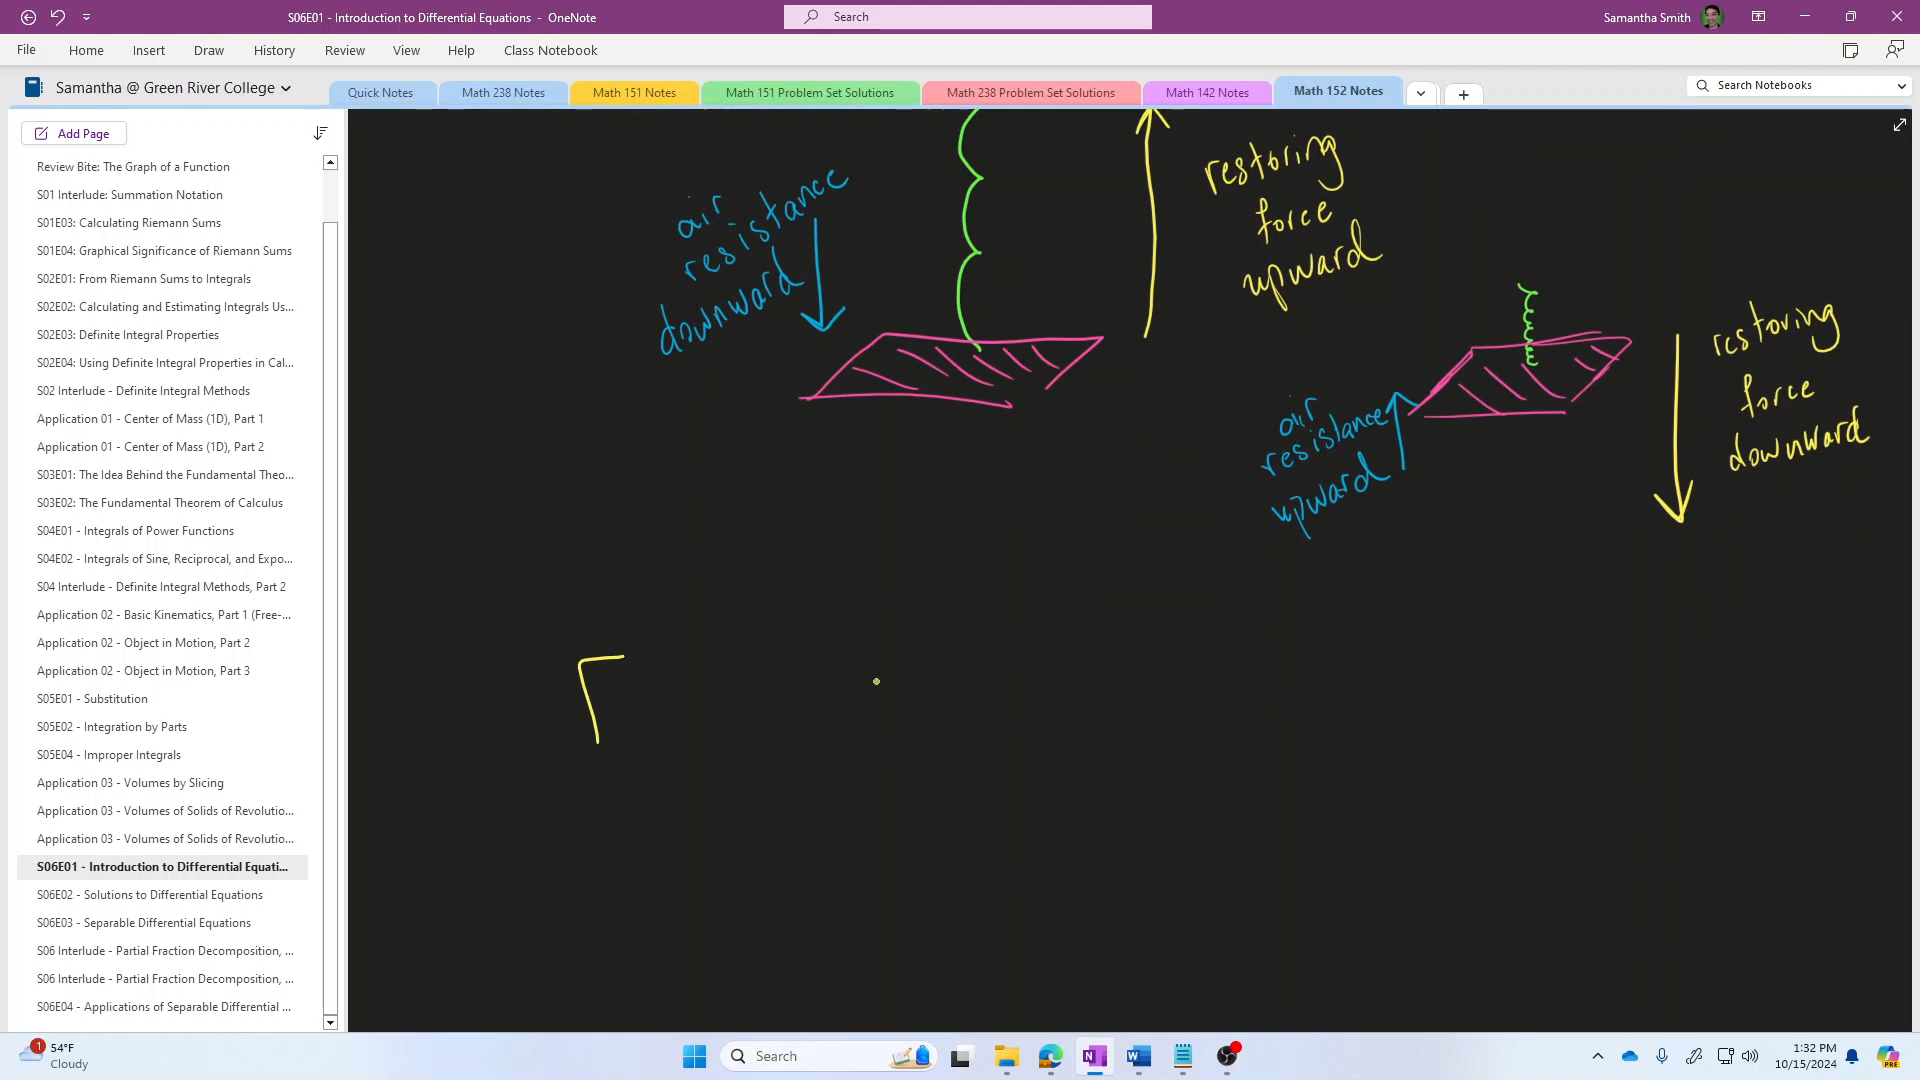 S06E01 - Introduction to Differential Equations - OneNote
Search
Samantha Smith
File
Home
Insert
Draw
History
Review
View
Help
Class Notebook
Samantha @ Green River College
Quick Notes
Math 238 Notes
Math 151 Notes
Math 151 Problem Set Solutions
Math 238 Problem Set Solutions
Math 142 Notes
Math 152 Notes
Search Notebooks
Add Page
Review Bite: The Graph of a Function
S01 Interlude: Summation Notation
S01E03: Calculating Riemann Sums
S01E04: Graphical Significance of Riemann Sums
S02E01: From Riemann Sums to Integrals
S02E02: Calculating and Estimating Integrals Us...
S02E03: Definite Integral Properties
S02E04: Using Definite Integral Properties in Cal...
S02 Interlude - Definite Integral Methods
Application 01 - Center of Mass (1D), Part 1
Application 01 - Center of Mass (1D), Part 2
S03E01: The Idea Behind the Fundamental Theo...
S03E02: The Fundamental Theorem of Calculus
S04E01 - Integrals of Power Functions
S04E02 - Integrals of Sine, Reciprocal, and Expo...
S04 Interlude - Definite Integral Methods, Part 2
Application 02 - Basic Kinematics, Part 1 (Free-...
Application 02 - Object in Motion, Part 2
Application 02 - Object in Motion, Part 3
S05E01 - Substitution
S05E02 - Integration by Parts
S05E04 - Improper Integrals
Application 03 - Volumes by Slicing
Application 03 - Volumes of Solids of Revolutio...
Application 03 - Volumes of Solids of Revolutio...
S06E01 - Introduction to Differential Equati...
S06E02 - Solutions to Differential Equations
S06E03 - Separable Differential Equations
S06 Interlude - Partial Fraction Decomposition, ...
S06 Interlude - Partial Fraction Decomposition, ...
S06E04 - Applications of Separable Differential ...
air
resistance
downward
restoring
force
upward
air
resistance
upward
restoring
force
downward
1
54°F
Cloudy
Search
1:32 PM
10/15/2024
PRE